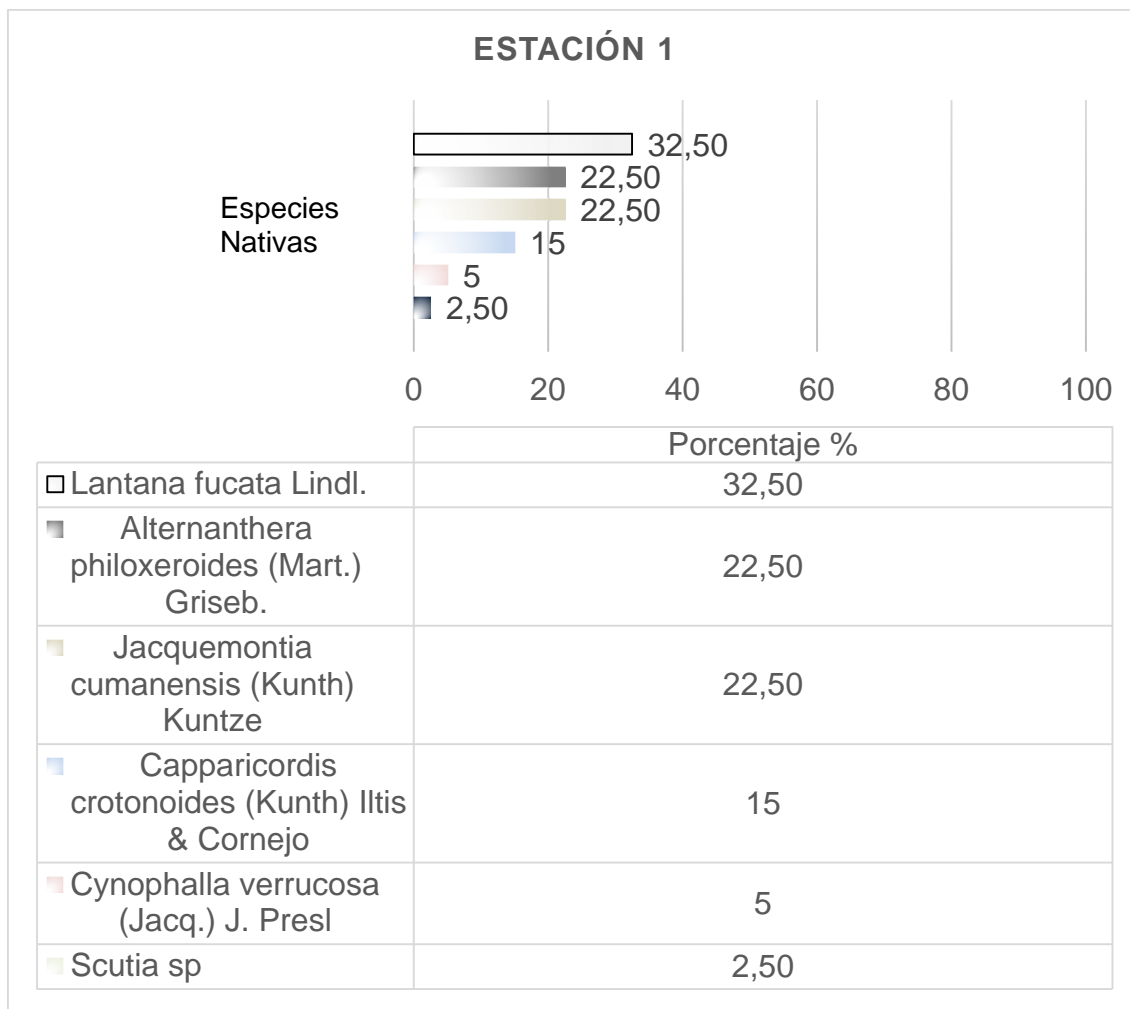 ESTACIÓN 1
32,50
22,50
22,50
15
5
2,50
Especies
Nativas
0 20 40 60 80 100
Porcentaje %
Lantana fucata Lindl. 32,50
Alternanthera
philoxeroides (Mart.)
Griseb.
22,50
Jacquemontia
cumanensis (Kunth)
Kuntze
22,50
Capparicordis
crotonoides (Kunth) Iltis
& Cornejo
15
Cynophalla verrucosa
(Jacq.) J. Presl
5
Scutia sp 2,50